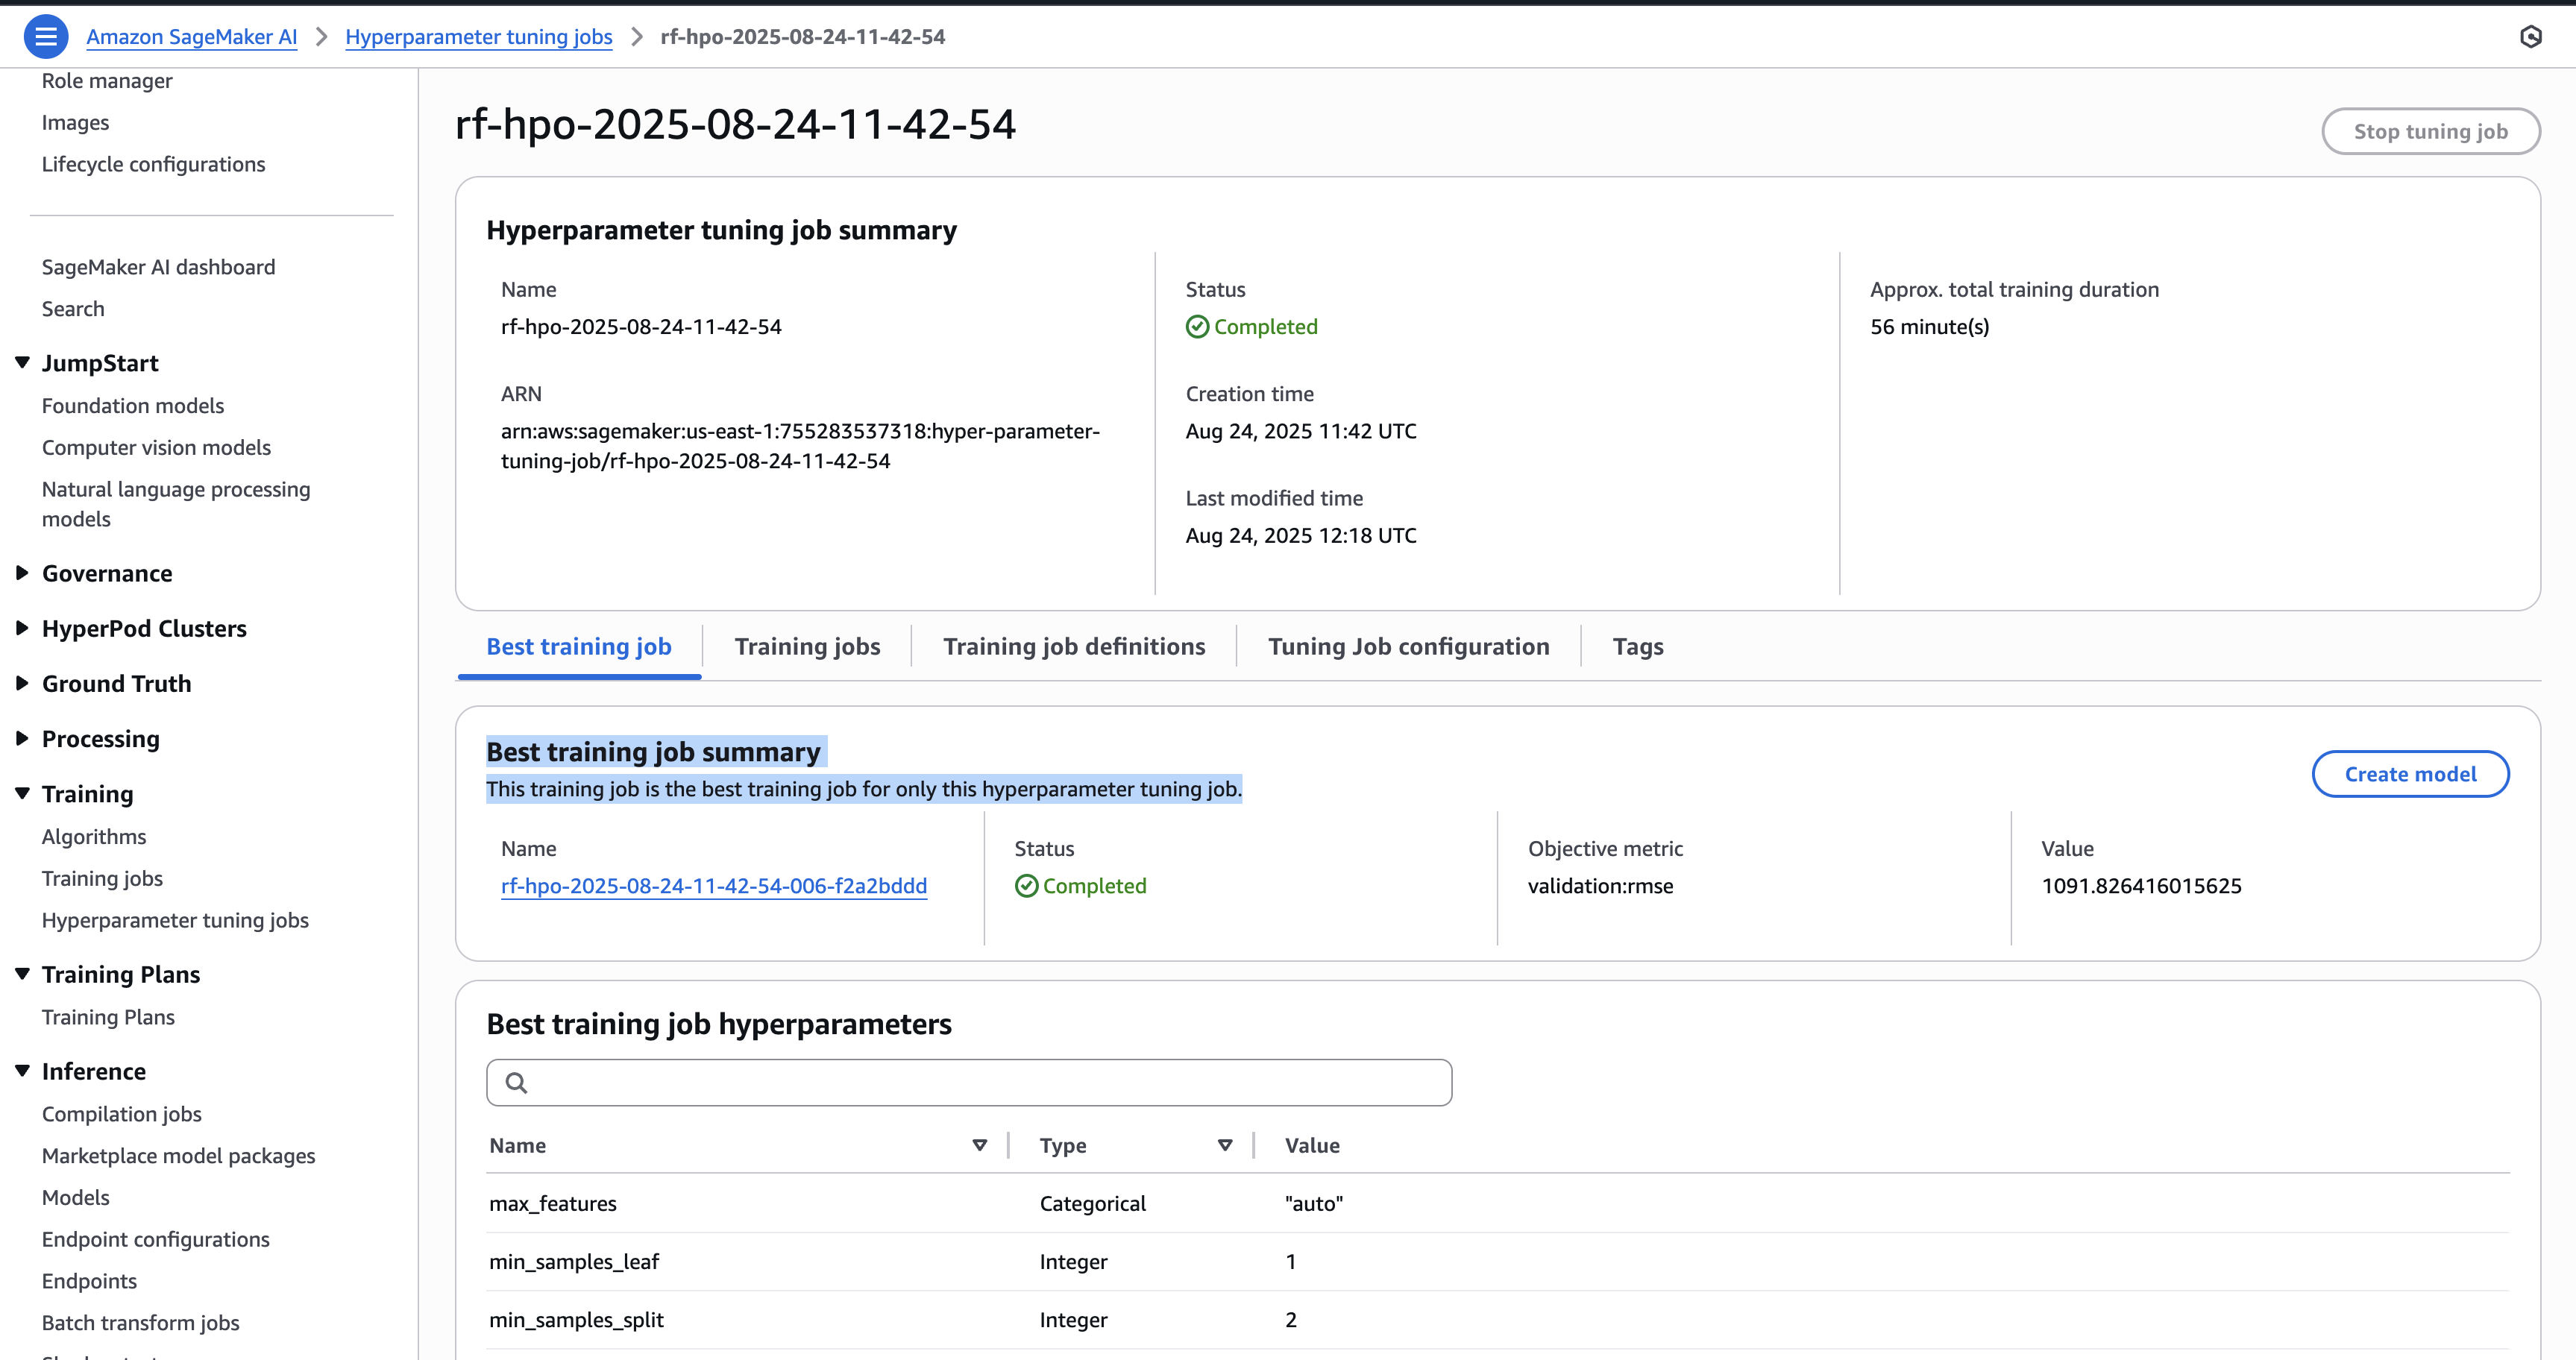 Amazon SageMaker AI
Hyperparameter tuning jobs
rf-hpo-2025-08-24-11-42-54
Role manager
Images
Lifecycle configurations
SageMaker AI dashboard
Search
JumpStart
Foundation models
Computer vision models
Natural language processing
models
Governance
HyperPod Clusters
Ground Truth
Processing
Training
Algorithms
Training jobs
Hyperparameter tuning jobs
Training Plans
Training Plans
Inference
Compilation jobs
Marketplace model packages
Models
Endpoint configurations
Endpoints
Batch transform jobs
rf-hpo-2025-08-24-11-42-54
Stop tuning job
Hyperparameter tuning job summary
Name
rf-hpo-2025-08-24-11-42-54
ARN
arn:aws:sagemaker:us-east-1:755283537318:hyper-parameter-
tuning-job/rf-hpo-2025-08-24-11-42-54
Status
Completed
Creation time
Aug 24, 2025 11:42 UTC
Last modified time
Aug 24, 2025 12:18 UTC
Approx. total training duration
56 minute(s)
Best training job
Training jobs
Training job definitions
Tuning Job configuration
Tags
Best training job summary
This training job is the best training job for only this hyperparameter tuning job.
Create model
Name
rf-hpo-2025-08-24-11-42-54-006-f2a2bddd
Status
Completed
Objective metric
validation:rmse
Value
1091.826416015625
Best training job hyperparameters
Name Type Value
max_features Categorical "auto"
min_samples_leaf Integer 1
min_samples_split Integer 2